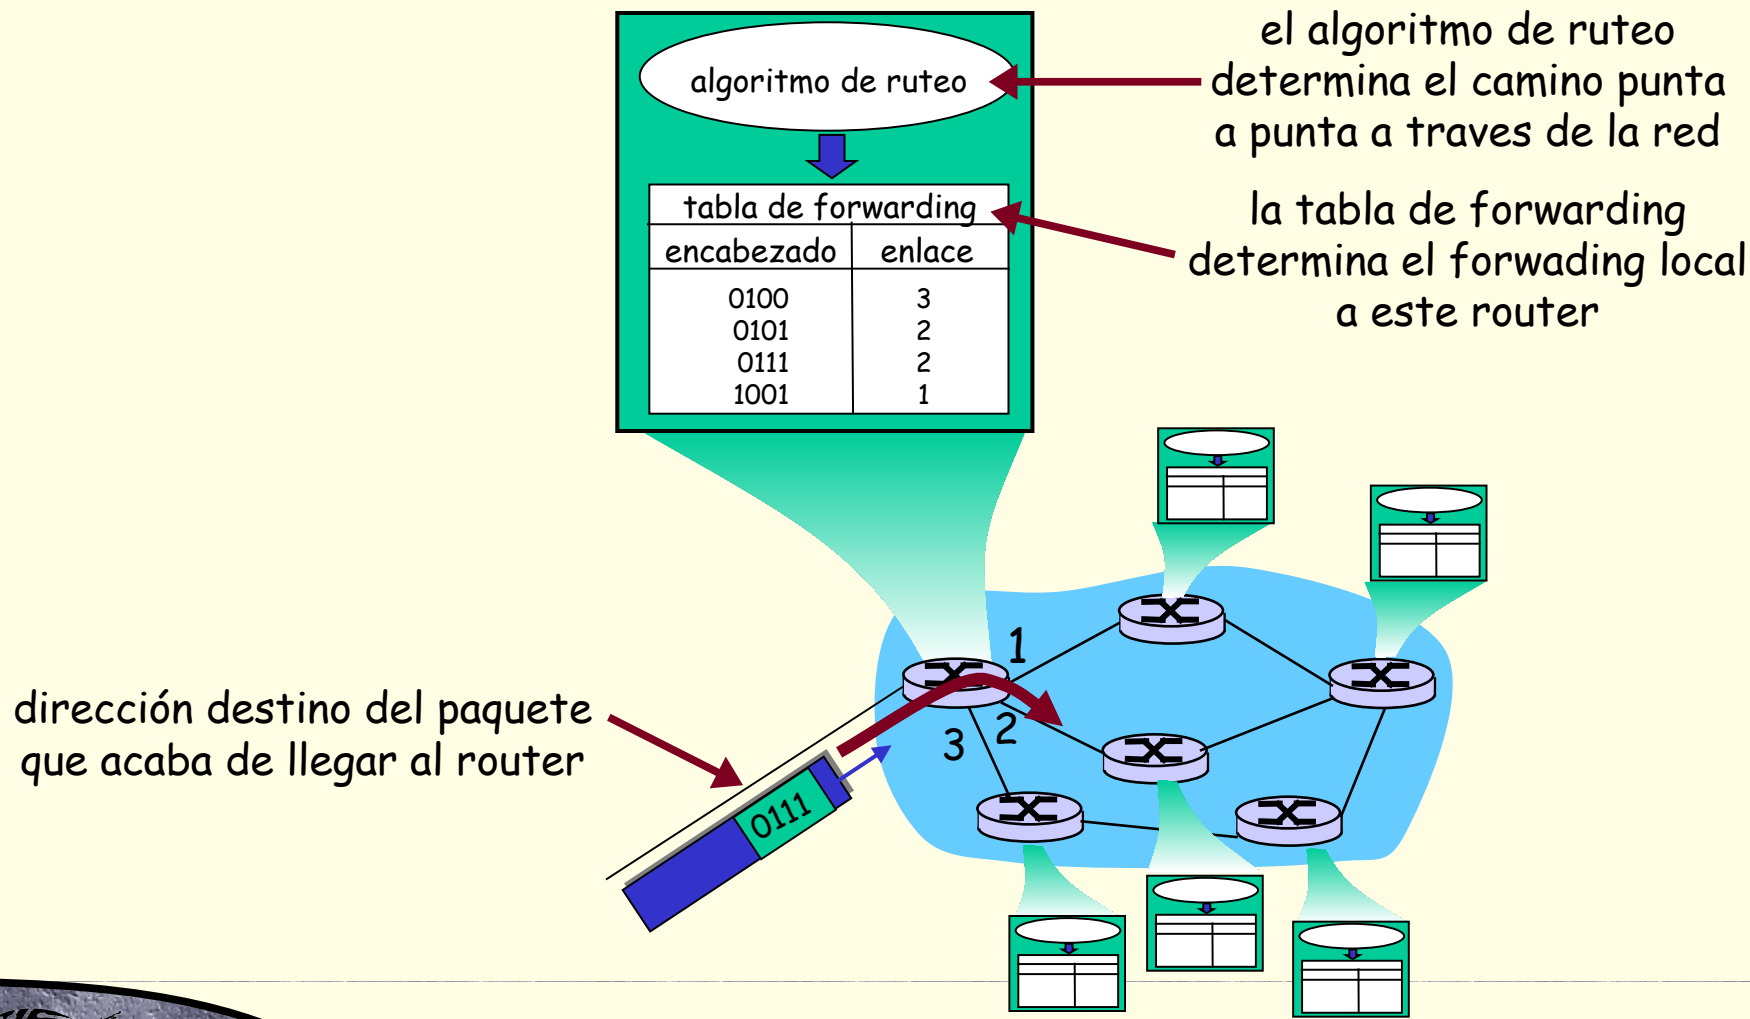 el algoritmo de ruteo
determina el camino punta
a punta a traves de la red
algoritmo de ruteo
la tabla de forwarding
determina el forwading local
a este router
tabla de forwarding
encabezado enlace
0100 3
0101 2
0111 2
1001 1
1
2
3
dirección destino del paquete
que acaba de llegar al router
0111